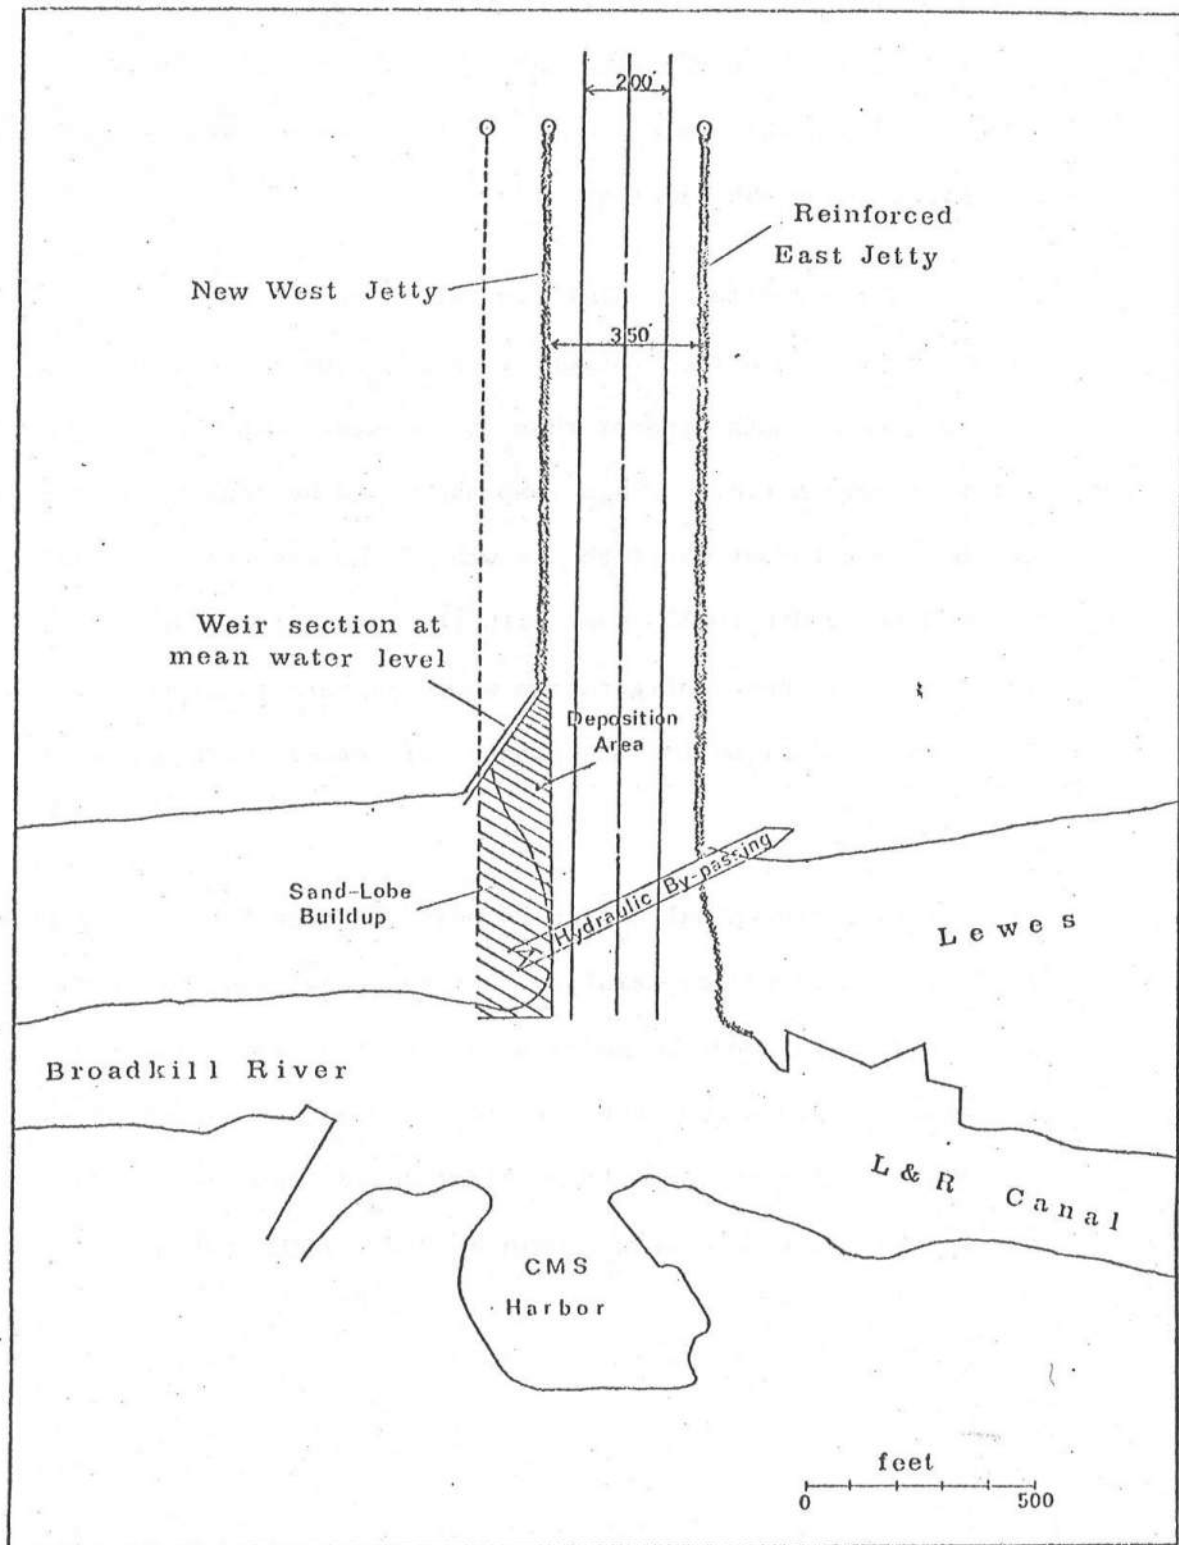 200'
Reinforced
East Jetty
New West Jetty
350'
Weir section at
mean water level
Deposition
Area
Hydraulic By-passing
Sand-Lobe
Buildup
Lewes
Broadkill River
L&R Canal
CMS
Harbor
feet
0 500